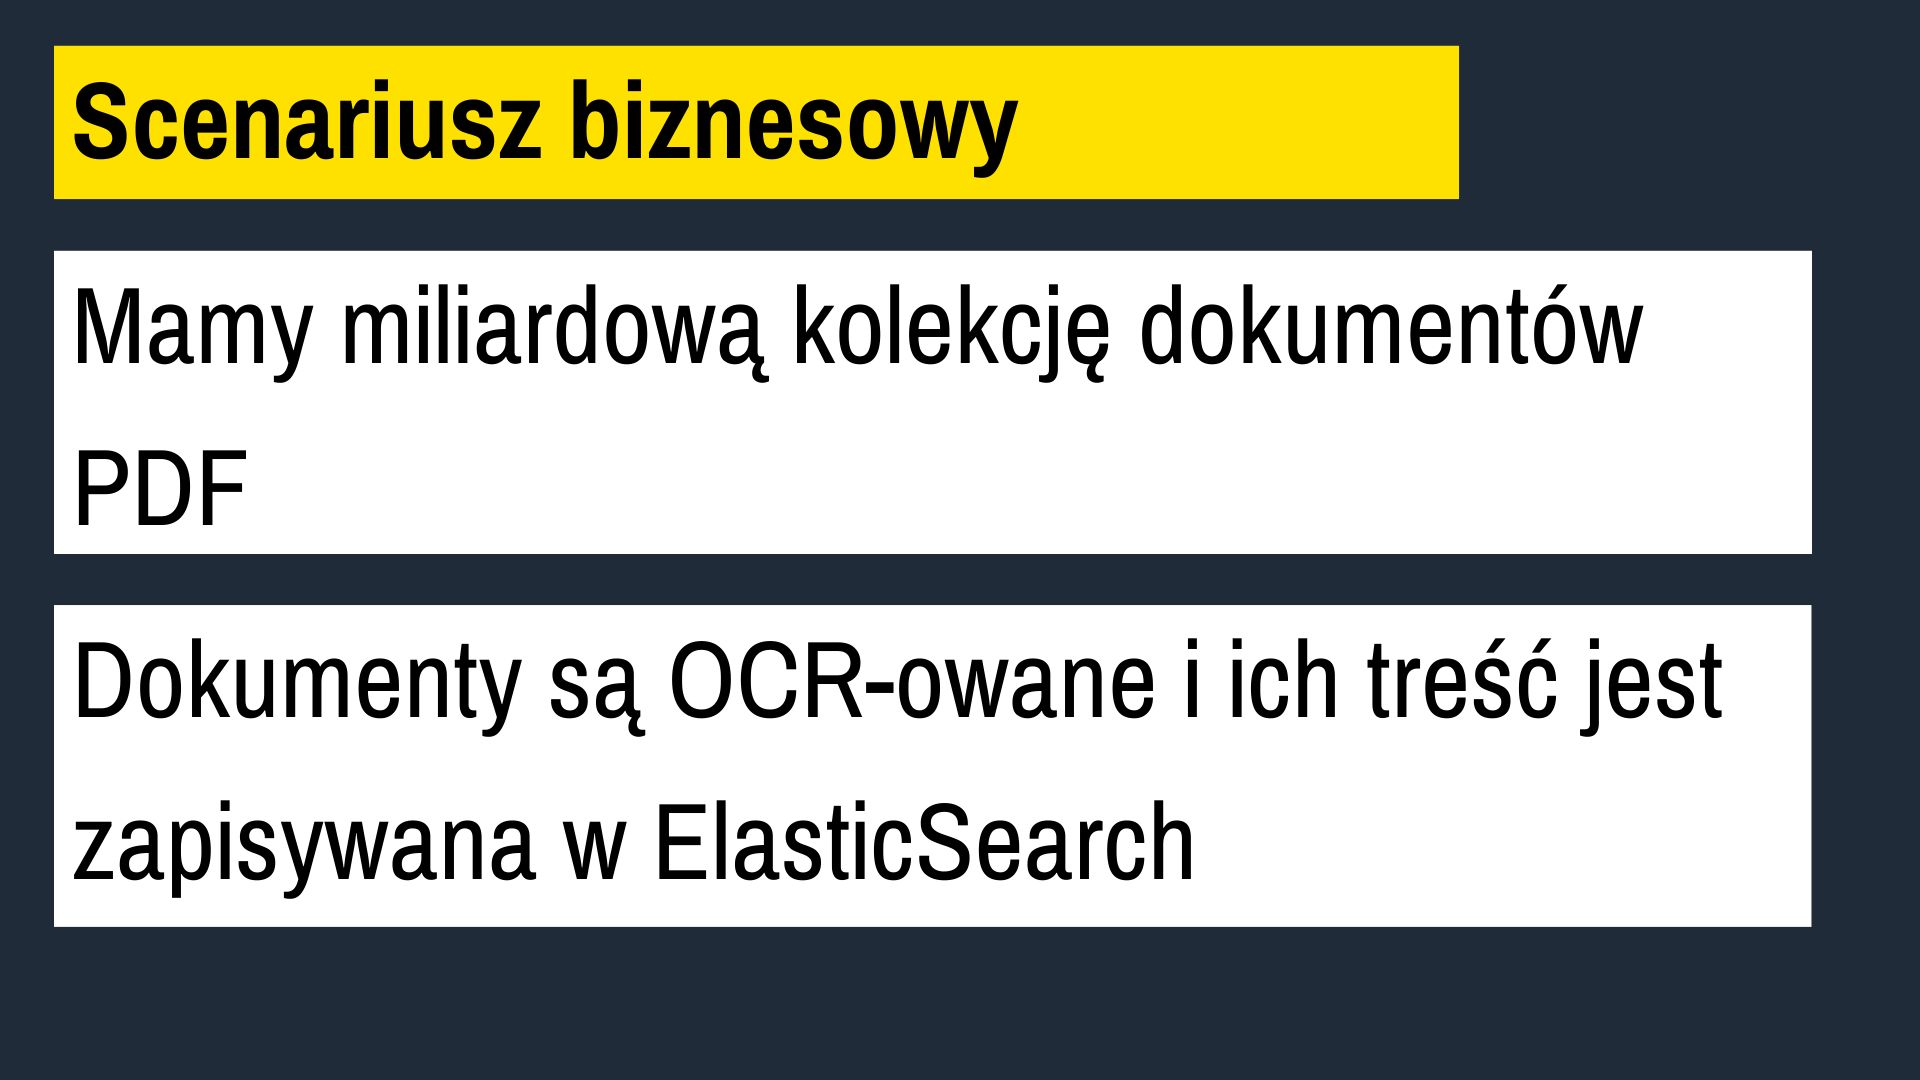 Scenariusz biznesowy
Mamy miliardową kolekcję dokumentów
PDF
Dokumenty są OCR-owane i ich treść jest
zapisywana w ElasticSearch